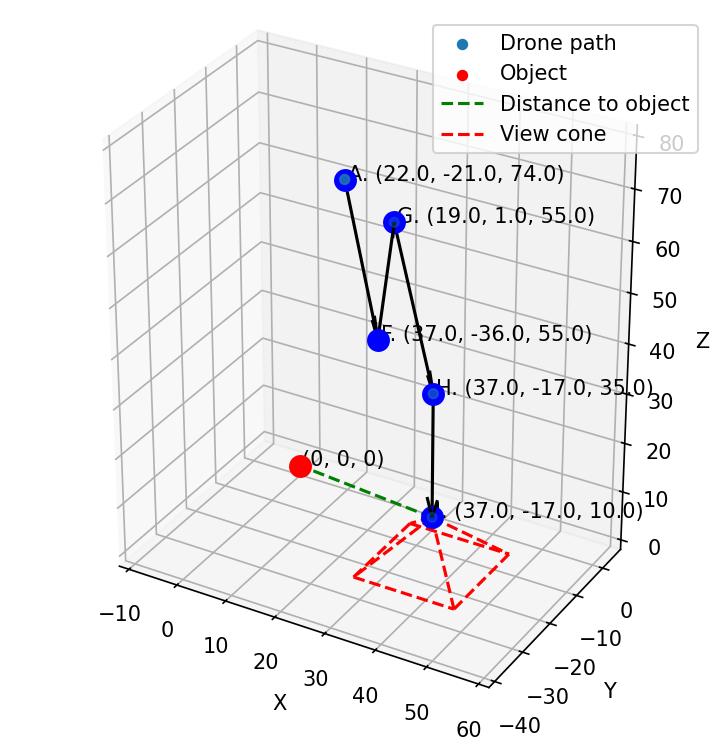 Drone path
Object
Distance to object
View cone
80
A. (22.0, -21.0, 74.0)
70
G. (19.0, 1.0, 55.0)
60
50
F. (37.0, -36.0, 55.0)
Z
40
H. (37.0, -17.0, 35.0)
30
(0, 0, 0)
20
10
(37.0, -17.0, 10.0)
0
−10
0
10
20
30
40
50
60
X
−40
−30
−20
−10
0
Y